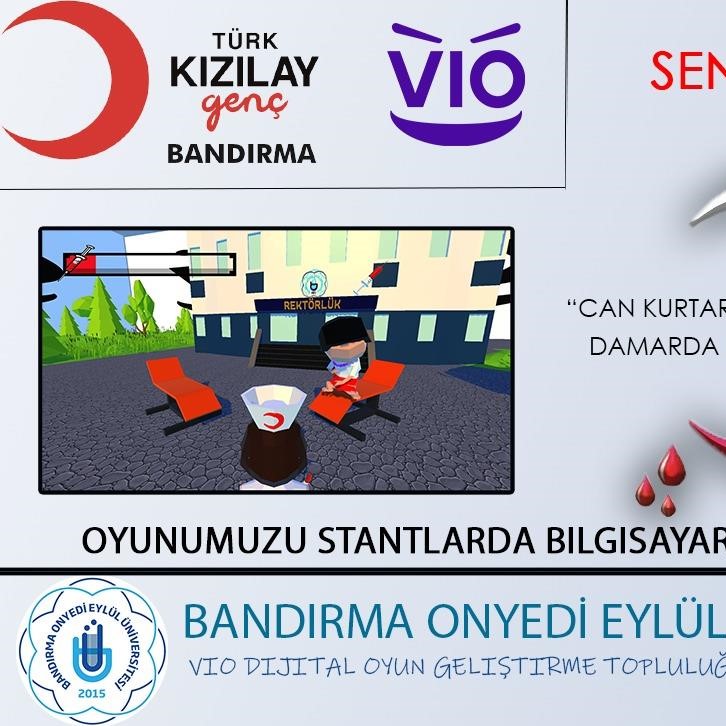 TÜRK
KIZILAY
genç
BANDIRMA
VIO
SEN
REKTÖRLÜK
“CAN KURTAR
DAMARDA
OYUNUMUZU STANTLARDA BILGISAYAR
BANDIRMA ONYEDİ EYLÜL ÜNİVERSİTESİ
2015
BANDIRMA ONYEDİ EYLÜL
VIO DIJITAL OYUN GELIŞTIRME TOPLULUĞ